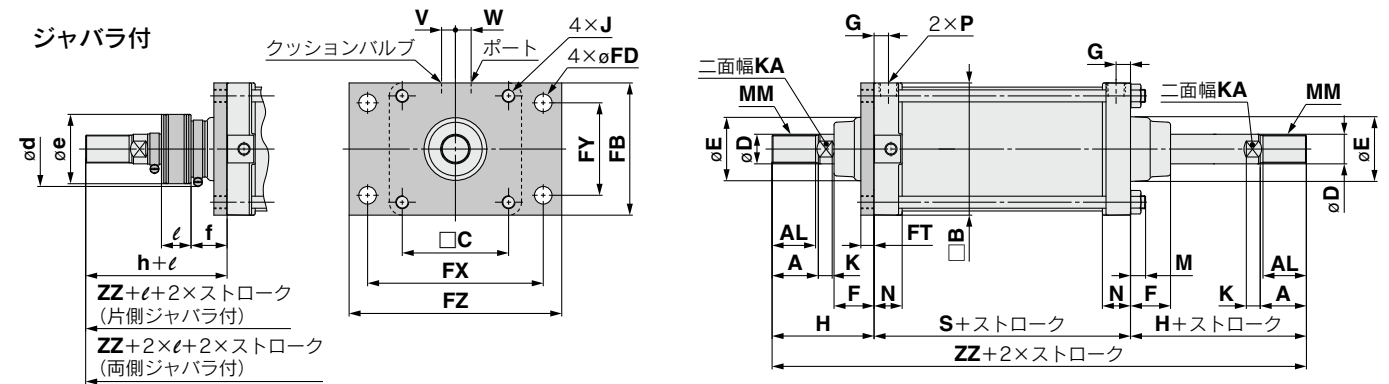 ジャバラ付
V
W
4×J
クッションバルブ
ポート
4×øFD
ød
øe
ℓ
f
h+ℓ
ZZ+ℓ+2×ストローク
(片側ジャバラ付)
ZZ+2×ℓ+2×ストローク
(両側ジャバラ付)
FY
FB
□C
FX
FZ
G
2×P
G
二面幅KA
二面幅KA
MM
MM
øE
øD
øE
øD
AL
FT
□B
M
AL
A
K
K
A
F
N
N
F
H
S+ストローク
H+ストローク
ZZ+2×ストローク